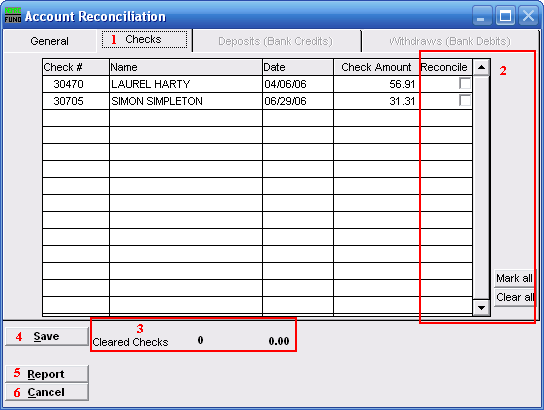 FUND Account Reconciliation
General 1 Checks Deposits (Bank Credits) Withdraws (Bank Debits)
Check # Name Date Check Amount Reconcile 2
30470 LAUREL HARTY 04/06/06 56.91
30705 SIMON SIMPLETON 06/29/06 31.31
Mark all
Clear all
3
4 Save Cleared Checks 0 0.00
5 Report
6 Cancel